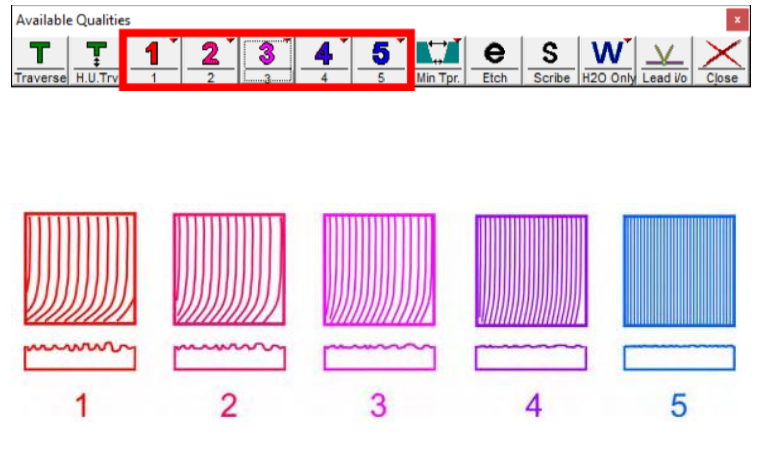 Available Qualities x
T T 1 2 3 4 5 e S W
Traverse H.U.Trv 1 2 3 4 5 Min Tpr. Etch Scribe H2O Only Lead i/o Close
1 2 3 4 5